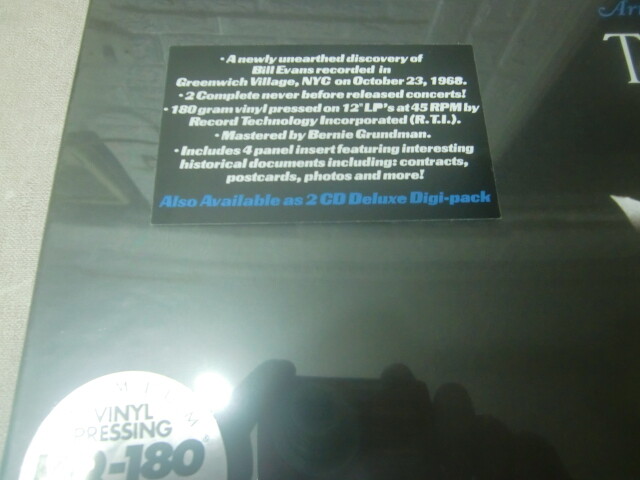 • A newly unearthed discovery of
Bill Evans recorded in
Greenwich Village, NYC on October 23, 1968.
• 2 Complete never before released concerts!
• 180 gram vinyl pressed on 12" LP's at 45 RPM by
Record Technology Incorporated (R.T.I.).
• Mastered by Bernie Grundman.
• Includes 4 panel insert featuring interesting
historical documents including: contracts,
postcards, photos and more!
Also Available as 2 CD Deluxe Digi-pack
Ar
T
VINYL
PRESSING
-180